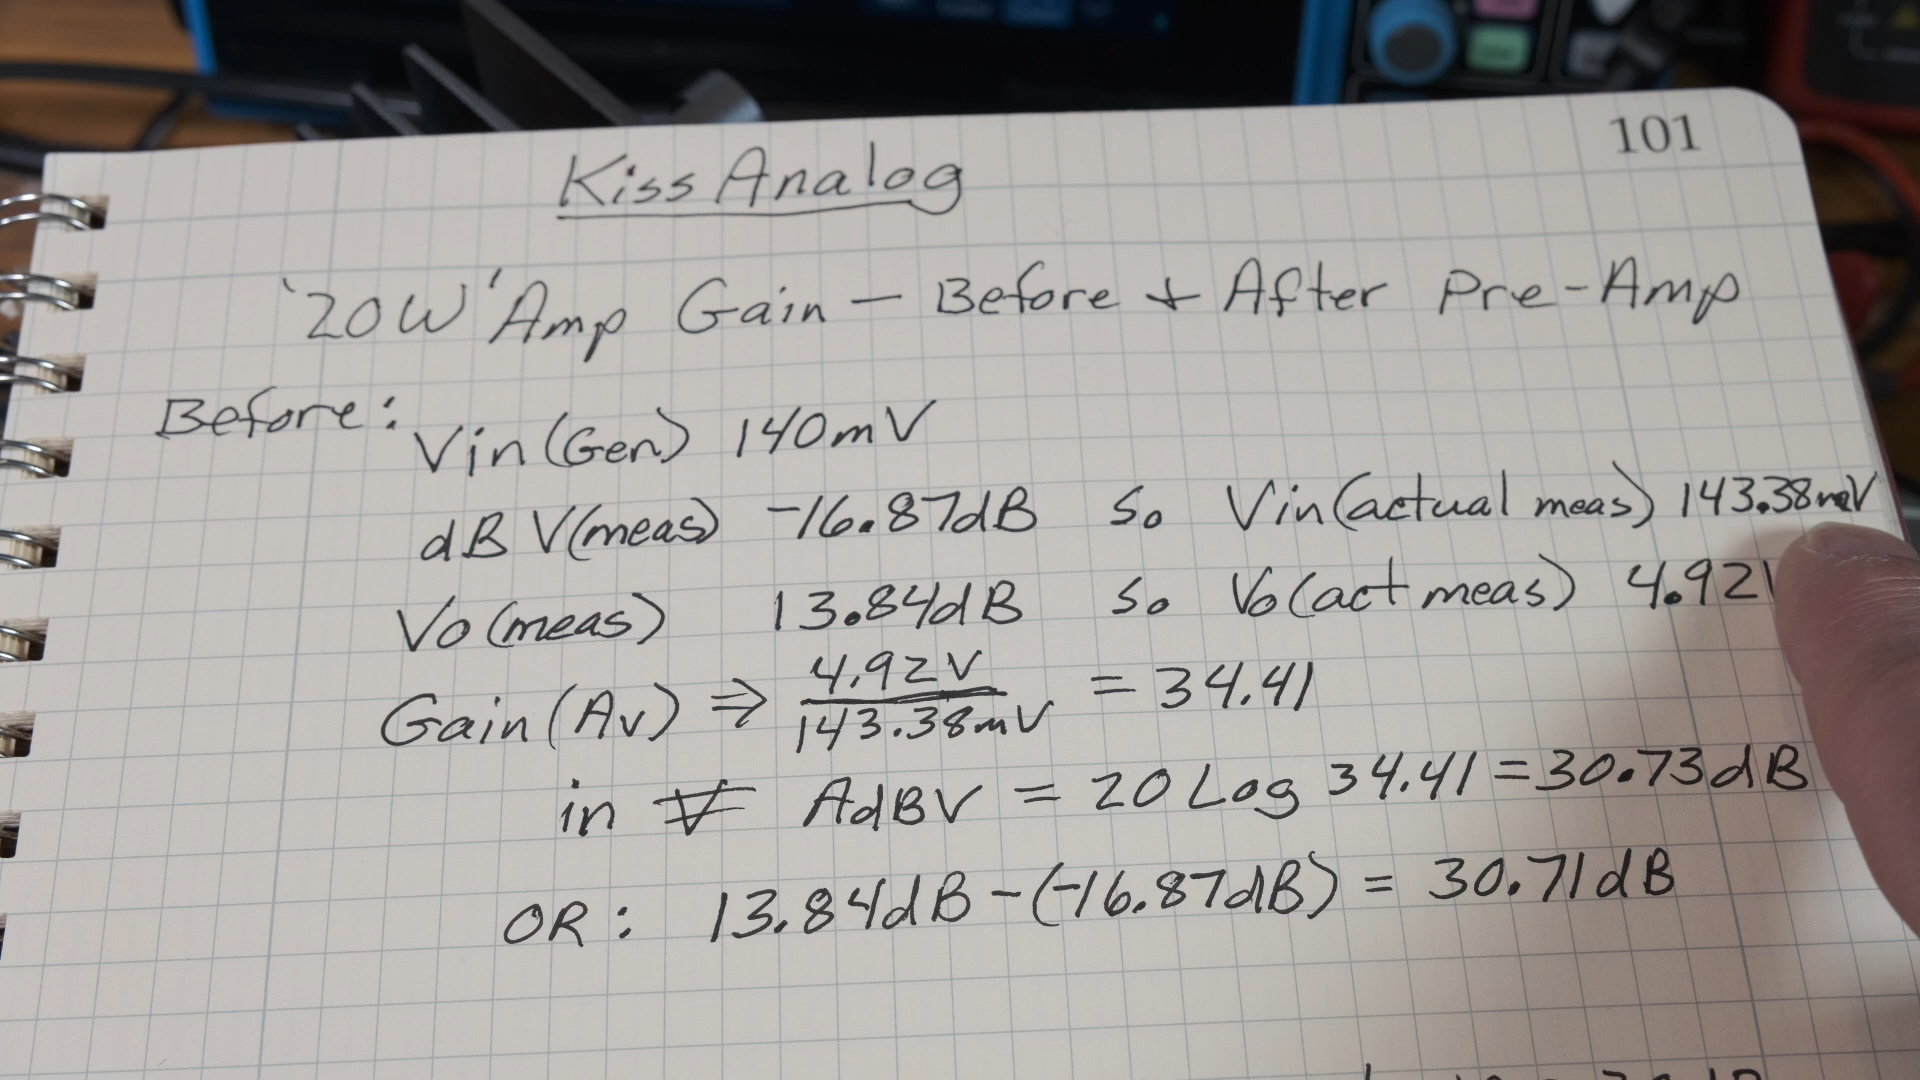 101
Kiss Analog
'20W' Amp Gain — Before + After Pre-Amp
Before: Vin (Gen) 140mV
dB V(meas) -16.87dB So Vin(actual meas) 143.38mV
Vo (meas) 13.84dB So Vo(act meas) 4.92V
Gain (Av) ⇒ 4.92V / 143.38mV = 34.41
in AdBV = 20 Log 34.41 = 30.73dB
OR: 13.84dB - (-16.87dB) = 30.71dB